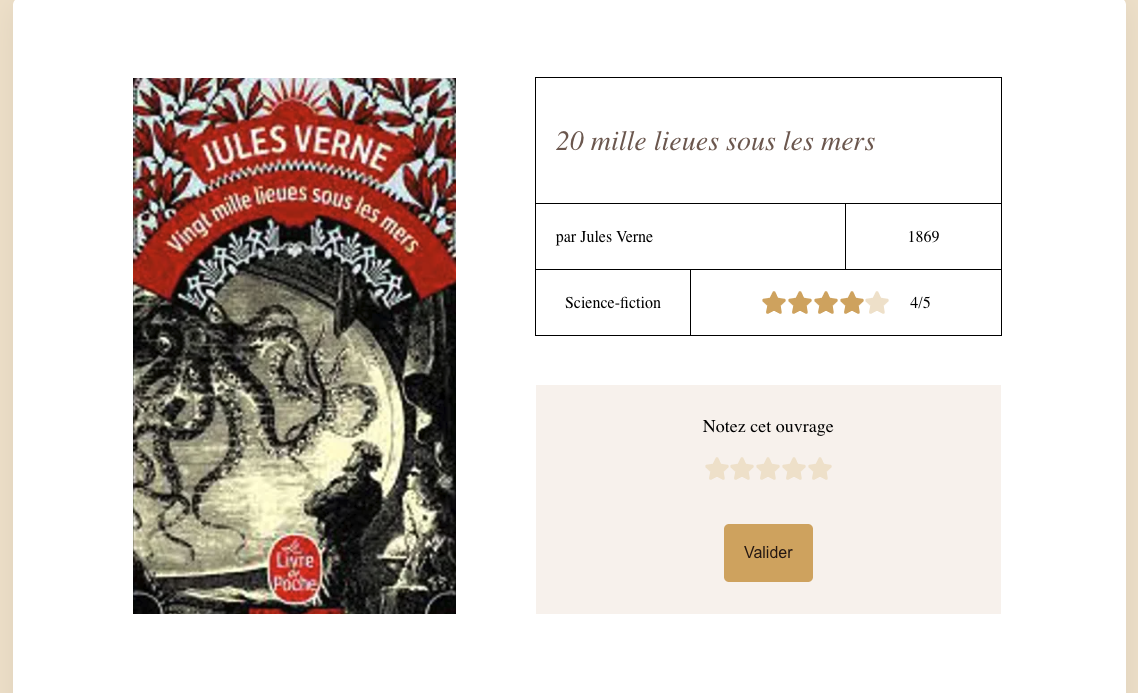 JULES VERNE
Vingt mille lieues sous les mers
Le
Livre
de
Poche
20 mille lieues sous les mers
par Jules Verne
1869
Science-fiction
4/5
Notez cet ouvrage
Valider